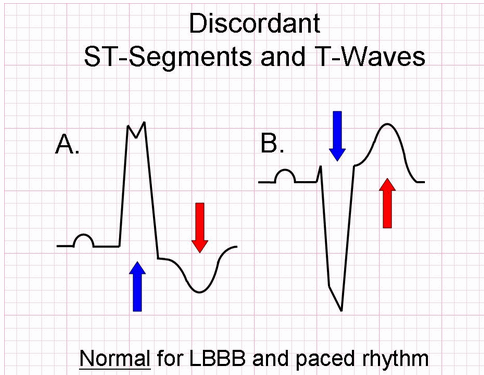 Discordant
ST-Segments and T-Waves
A.
B.
Normal for LBBB and paced rhythm